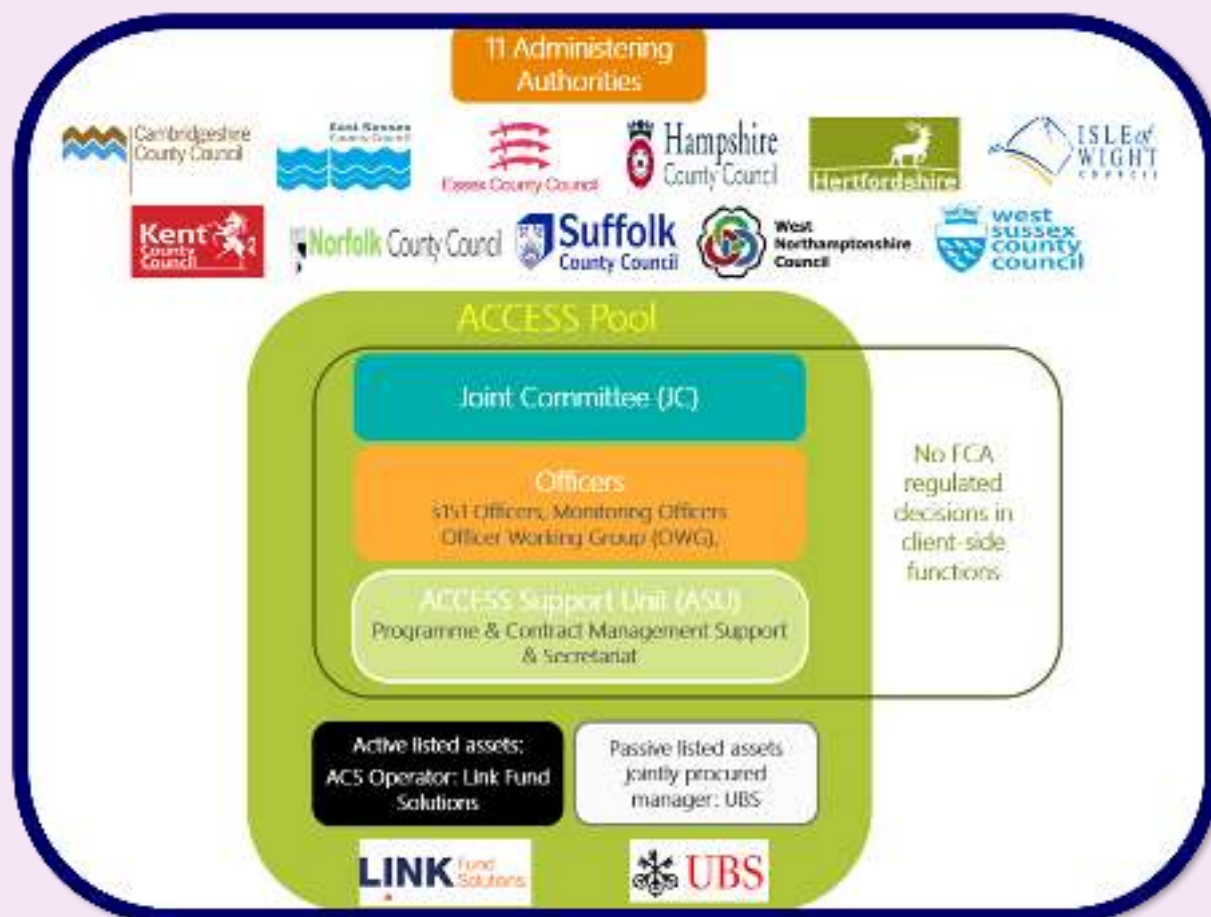 11 Administering
Authorities
Cambridgeshire
County Council
East Sussex
County Council
Essex County Council
Hampshire
County Council
Hertfordshire
ISLE of
WIGHT
COUNCIL
Kent
County
Council
Norfolk County Council
Suffolk
County Council
West
Northamptonshire
Council
west
sussex
county
council
ACCESS Pool
Joint Committee (JC)
Officers
s151 Officers, Monitoring Officers
Officer Working Group (OWG),
ACCESS Support Unit (ASU)
Programme & Contract Management Support
& Secretariat
No FCA
regulated
decisions in
client-side
functions
Active listed assets:
ACS Operator: Link Fund
Solutions
Passive listed assets
jointly procured
manager: UBS
LINK Fund
Solutions
UBS